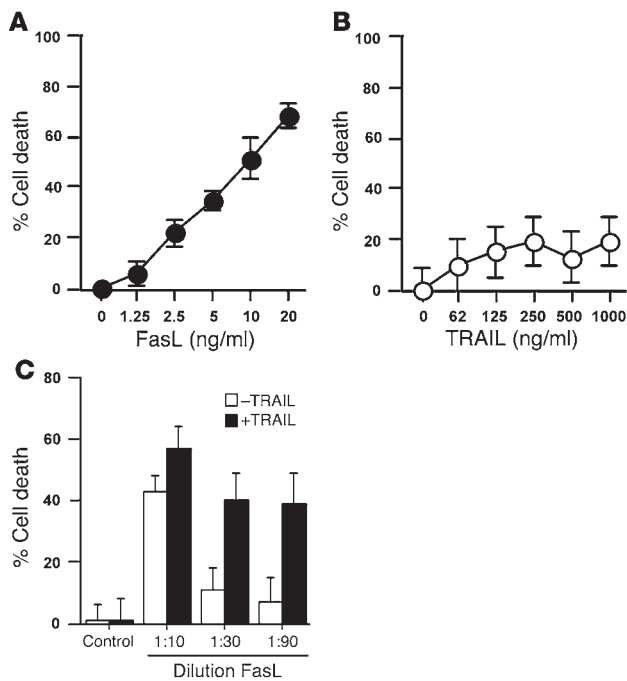 A
100
80
60
40
20
0
% Cell death
0 1.25 2.5 5 10 20
FasL (ng/ml)
B
100
80
60
40
20
0
% Cell death
0 62 125 250 500 1000
TRAIL (ng/ml)
C
80
60
40
20
0
% Cell death
–TRAIL
+TRAIL
Control 1:10 1:30 1:90
Dilution FasL